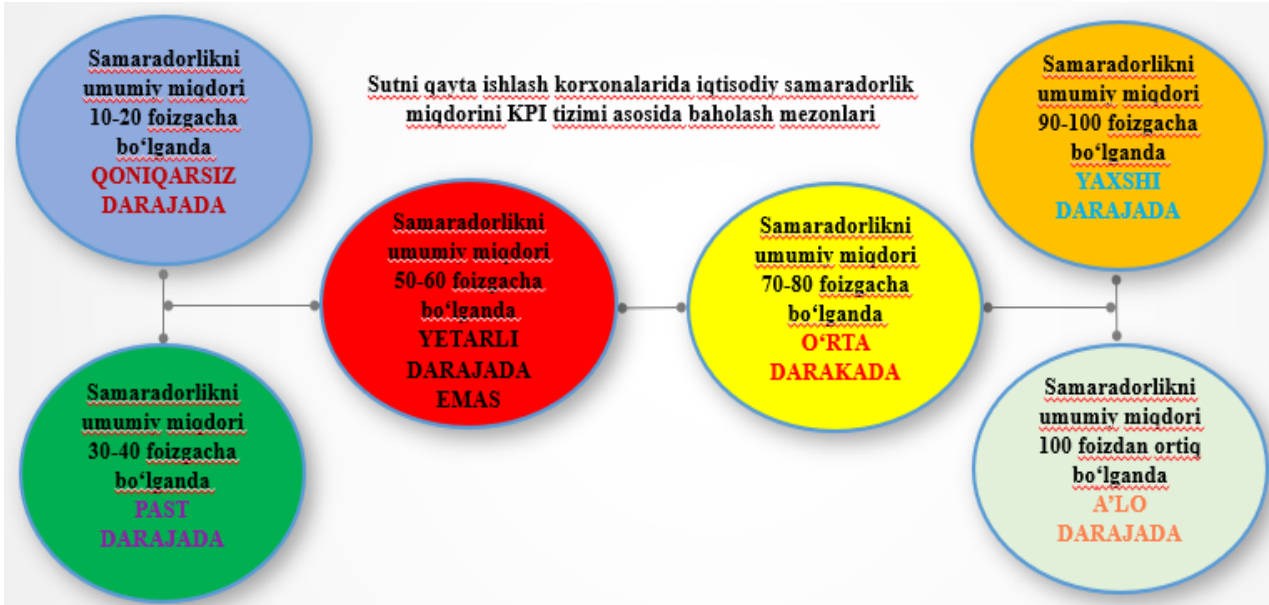 Sutni qayta ishlash korxonalarida iqtisodiy samaradorlik
miqdorini KPI tizimi asosida baholash mezonlari
Samaradorlikni
umumiy miqdori
10-20 foizgacha
bo‘lganda
QONIQARSIZ
DARAJADA
Samaradorlikni
umumiy miqdori
30-40 foizgacha
bo‘lganda
PAST
DARAJADA
Samaradorlikni
umumiy miqdori
50-60 foizgacha
bo‘lganda
YETARLI
DARAJADA
EMAS
Samaradorlikni
umumiy miqdori
70-80 foizgacha
bo‘lganda
O‘RTA
DARAKADA
Samaradorlikni
umumiy miqdori
90-100 foizgacha
bo‘lganda
YAXSHI
DARAJADA
Samaradorlikni
umumiy miqdori
100 foizdan ortiq
bo‘lganda
A’LO
DARAJADA